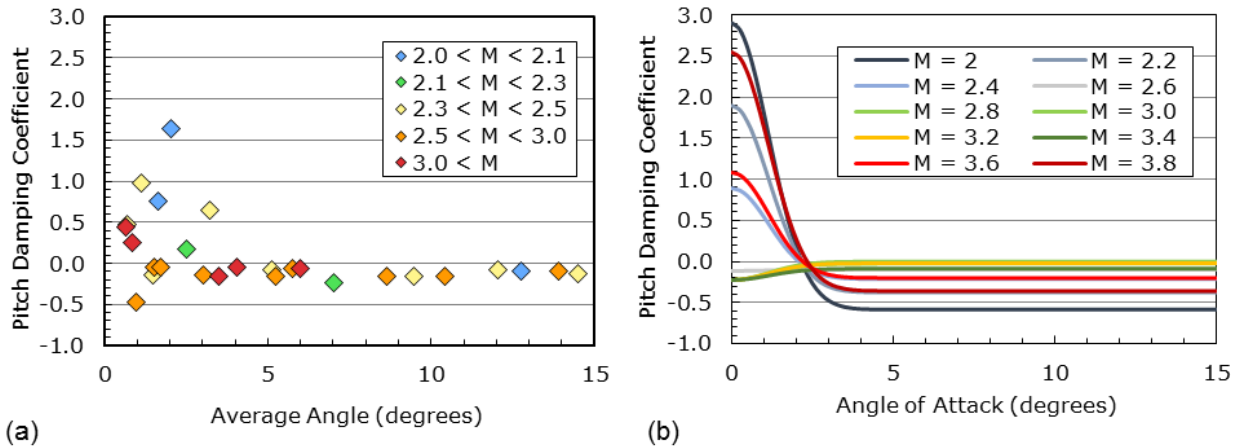 3.0
2.5
2.0
1.5
1.0
0.5
0.0
-0.5
-1.0
Pitch Damping Coefficient
2.0 < M < 2.1
2.1 < M < 2.3
2.3 < M < 2.5
2.5 < M < 3.0
3.0 < M
0 5 10 15
Average Angle (degrees)
(a)
3.0
2.5
2.0
1.5
1.0
0.5
0.0
-0.5
-1.0
Pitch Damping Coefficient
M = 2 M = 2.2
M = 2.4 M = 2.6
M = 2.8 M = 3.0
M = 3.2 M = 3.4
M = 3.6 M = 3.8
0 5 10 15
Angle of Attack (degrees)
(b)